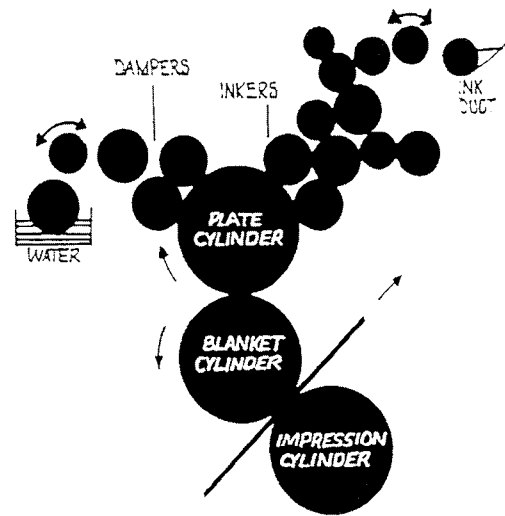 DAMPERS
INKERS
INK
DUCT
WATER
PLATE
CYLINDER
BLANKET
CYLINDER
IMPRESSION
CYLINDER